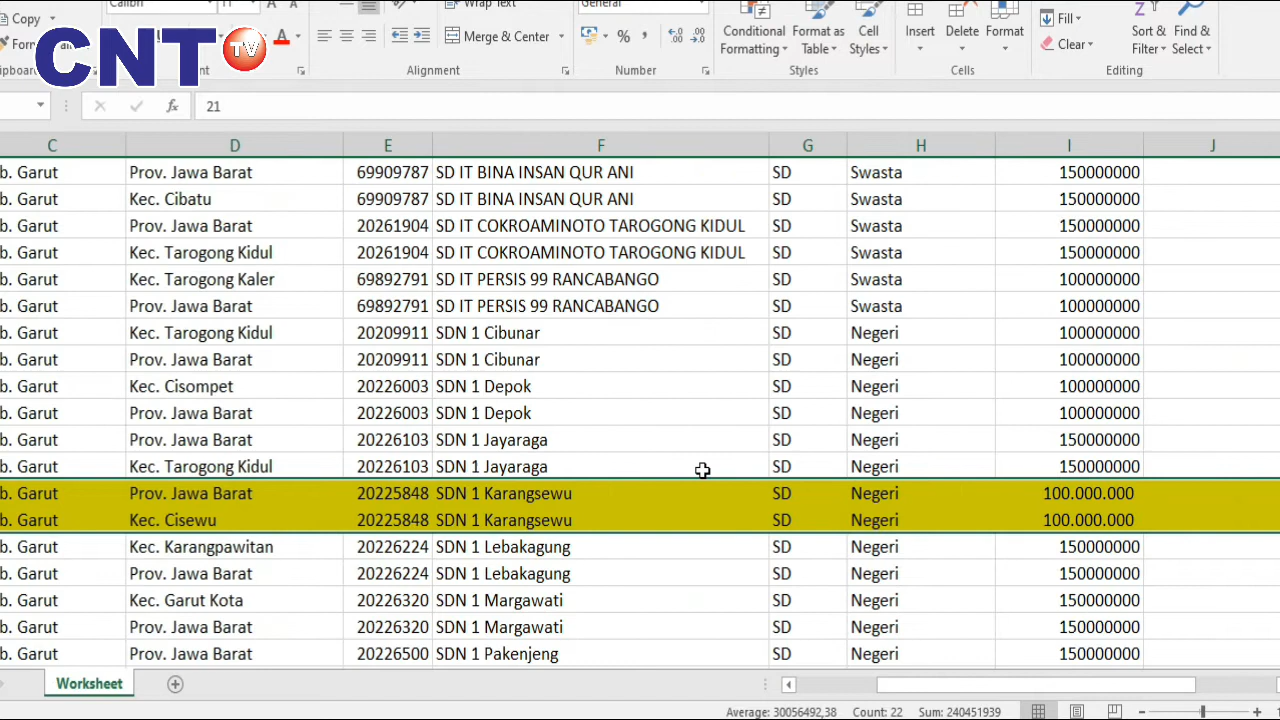 Copy
Calibri
11
A A
Wrap Text
General
Merge & Center
%
Conditional Formatting
Format as Table
Cell Styles
Insert
Delete
Format
Fill
Clear
Sort & Filter
Find & Select
CNT TV
Alignment
Number
Styles
Cells
Editing
fx 21
C D E F G H I J
b. Garut Prov. Jawa Barat 69909787 SD IT BINA INSAN QUR ANI SD Swasta 150000000
b. Garut Kec. Cibatu 69909787 SD IT BINA INSAN QUR ANI SD Swasta 150000000
b. Garut Prov. Jawa Barat 20261904 SD IT COKROAMINOTO TAROGONG KIDUL SD Swasta 150000000
b. Garut Kec. Tarogong Kidul 20261904 SD IT COKROAMINOTO TAROGONG KIDUL SD Swasta 150000000
b. Garut Kec. Tarogong Kaler 69892791 SD IT PERSIS 99 RANCABANGO SD Swasta 100000000
b. Garut Prov. Jawa Barat 69892791 SD IT PERSIS 99 RANCABANGO SD Swasta 100000000
b. Garut Kec. Tarogong Kidul 20209911 SDN 1 Cibunar SD Negeri 100000000
b. Garut Prov. Jawa Barat 20209911 SDN 1 Cibunar SD Negeri 100000000
b. Garut Kec. Cisompet 20226003 SDN 1 Depok SD Negeri 100000000
b. Garut Prov. Jawa Barat 20226003 SDN 1 Depok SD Negeri 100000000
b. Garut Prov. Jawa Barat 20226103 SDN 1 Jayaraga SD Negeri 150000000
b. Garut Kec. Tarogong Kidul 20226103 SDN 1 Jayaraga SD Negeri 150000000
b. Garut Prov. Jawa Barat 20225848 SDN 1 Karangsewu SD Negeri 100.000.000
b. Garut Kec. Cisewu 20225848 SDN 1 Karangsewu SD Negeri 100.000.000
b. Garut Kec. Karangpawitan 20226224 SDN 1 Lebakagung SD Negeri 150000000
b. Garut Prov. Jawa Barat 20226224 SDN 1 Lebakagung SD Negeri 150000000
b. Garut Kec. Garut Kota 20226320 SDN 1 Margawati SD Negeri 150000000
b. Garut Prov. Jawa Barat 20226320 SDN 1 Margawati SD Negeri 150000000
b. Garut Prov. Jawa Barat 20226500 SDN 1 Pakenjeng SD Negeri 150000000
Worksheet
Average: 30056492,38 Count: 22 Sum: 240451939